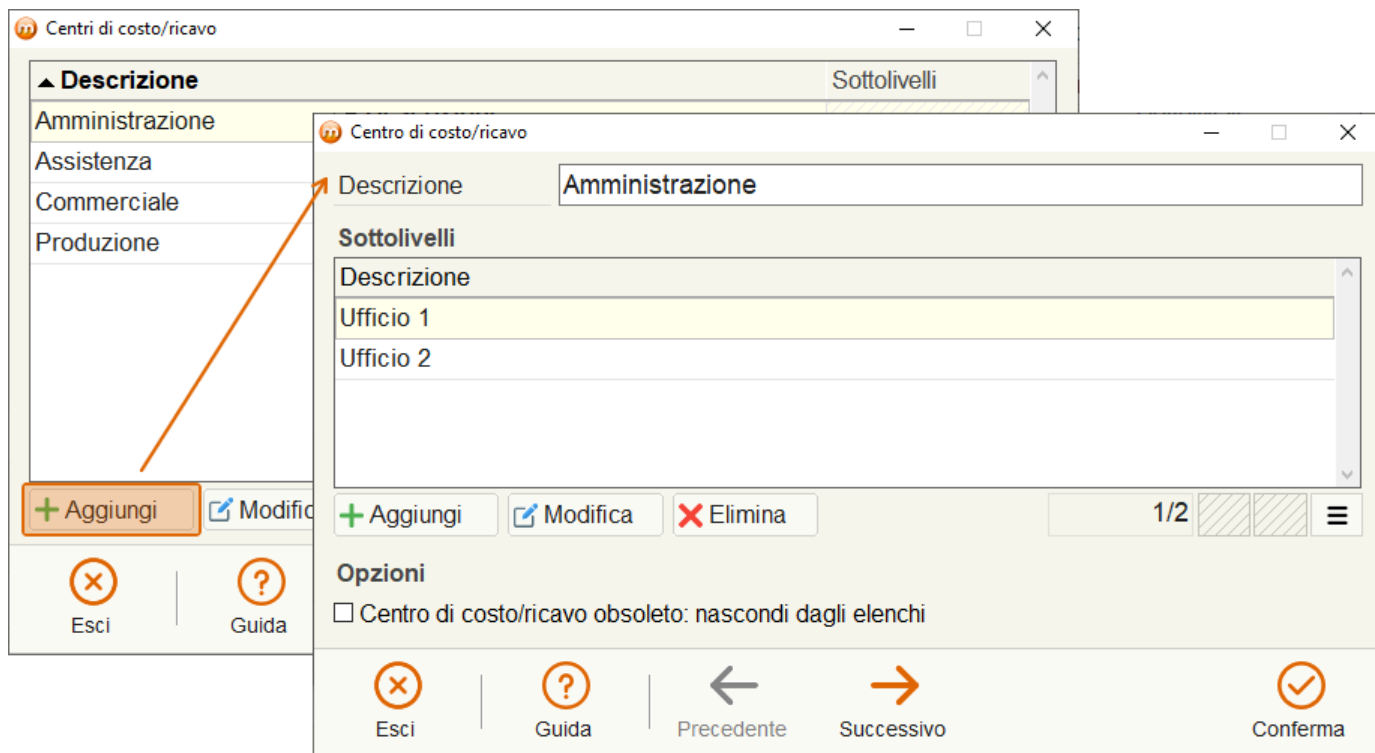 Centri di costo/ricavo
Descrizione Sottolivelli
Amministrazione
Assistenza
Commerciale
Produzione
Aggiungi Modific
Esci Guida
Centro di costo/ricavo
Descrizione Amministrazione
Sottolivelli
Descrizione
Ufficio 1
Ufficio 2
Aggiungi Modifica Elimina 1/2
Opzioni
Centro di costo/ricavo obsoleto: nascondi dagli elenchi
Esci Guida Precedente Successivo Conferma